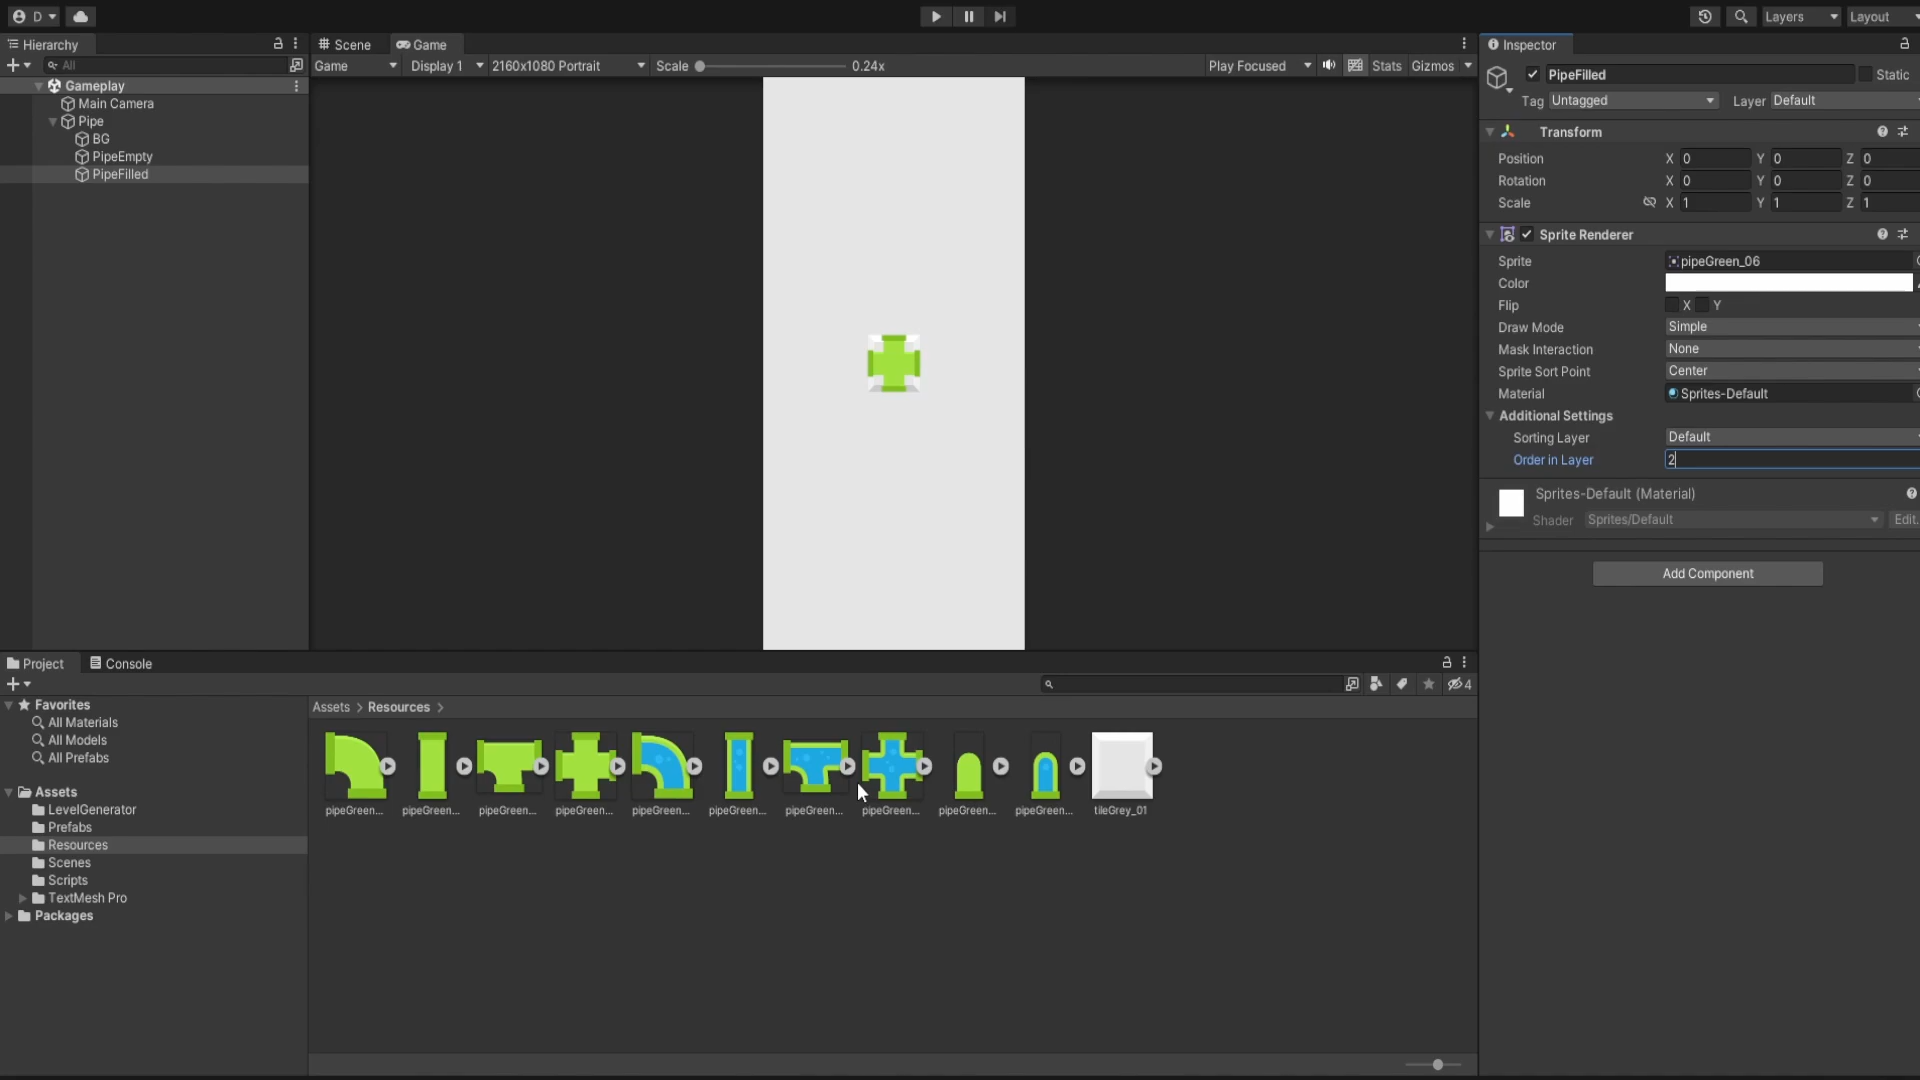 D
Layers
Layout
Hierarchy
Scene
Game
Inspector
All
Game
Display 1
2160x1080 Portrait
Scale
0.24x
Play Focused
Stats
Gizmos
PipeFilled
Static
Tag Untagged
Layer Default
Gameplay
Main Camera
Pipe
BG
PipeEmpty
PipeFilled
Transform
Position X 0 Y 0 Z 0
Rotation X 0 Y 0 Z 0
Scale X 1 Y 1 Z 1
Sprite Renderer
Sprite pipeGreen_06
Color
Flip X Y
Draw Mode Simple
Mask Interaction None
Sprite Sort Point Center
Material Sprites-Default
Additional Settings
Sorting Layer Default
Order in Layer 2
Sprites-Default (Material)
Shader Sprites/Default Edit.
Add Component
Project
Console
4
Favorites
All Materials
All Models
All Prefabs
Assets
LevelGenerator
Prefabs
Resources
Scenes
Scripts
TextMesh Pro
Packages
Assets > Resources >
pipeGreen... pipeGreen... pipeGreen... pipeGreen... pipeGreen... pipeGreen... pipeGreen... pipeGreen... pipeGreen... pipeGreen... tileGrey_01